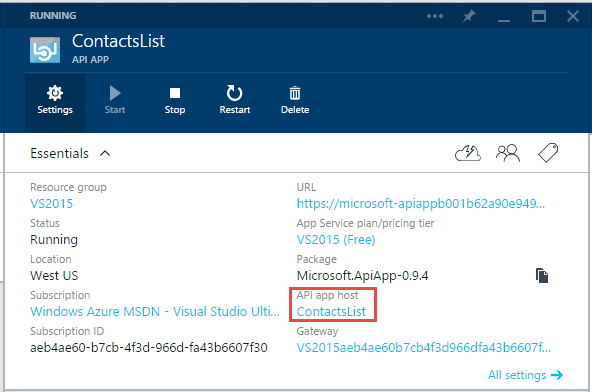 RUNNING
ContactsList
API APP
Settings
Start
Stop
Restart
Delete
Essentials
Resource group
VS2015
URL
https://microsoft-apiappb001b62a90e949...
Status
Running
App Service plan/pricing tier
VS2015 (Free)
Location
West US
Package
Microsoft.ApiApp-0.9.4
Subscription
Windows Azure MSDN - Visual Studio Ulti...
API app host
ContactsList
Subscription ID
aeb4ae60-b7cb-4f3d-966d-fa43b6607f30
Gateway
VS2015aeb4ae60b7cb4f3d966dfa43b6607f...
All settings